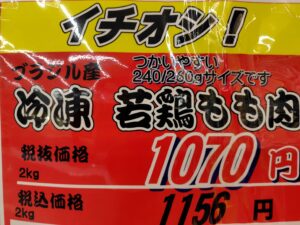 イチオシ!
ブラジル産
つかいやすい
240/260gサイズです
冷凍 若鶏もも肉
税抜価格
2kg
1070円
税込価格
2kg
1156円